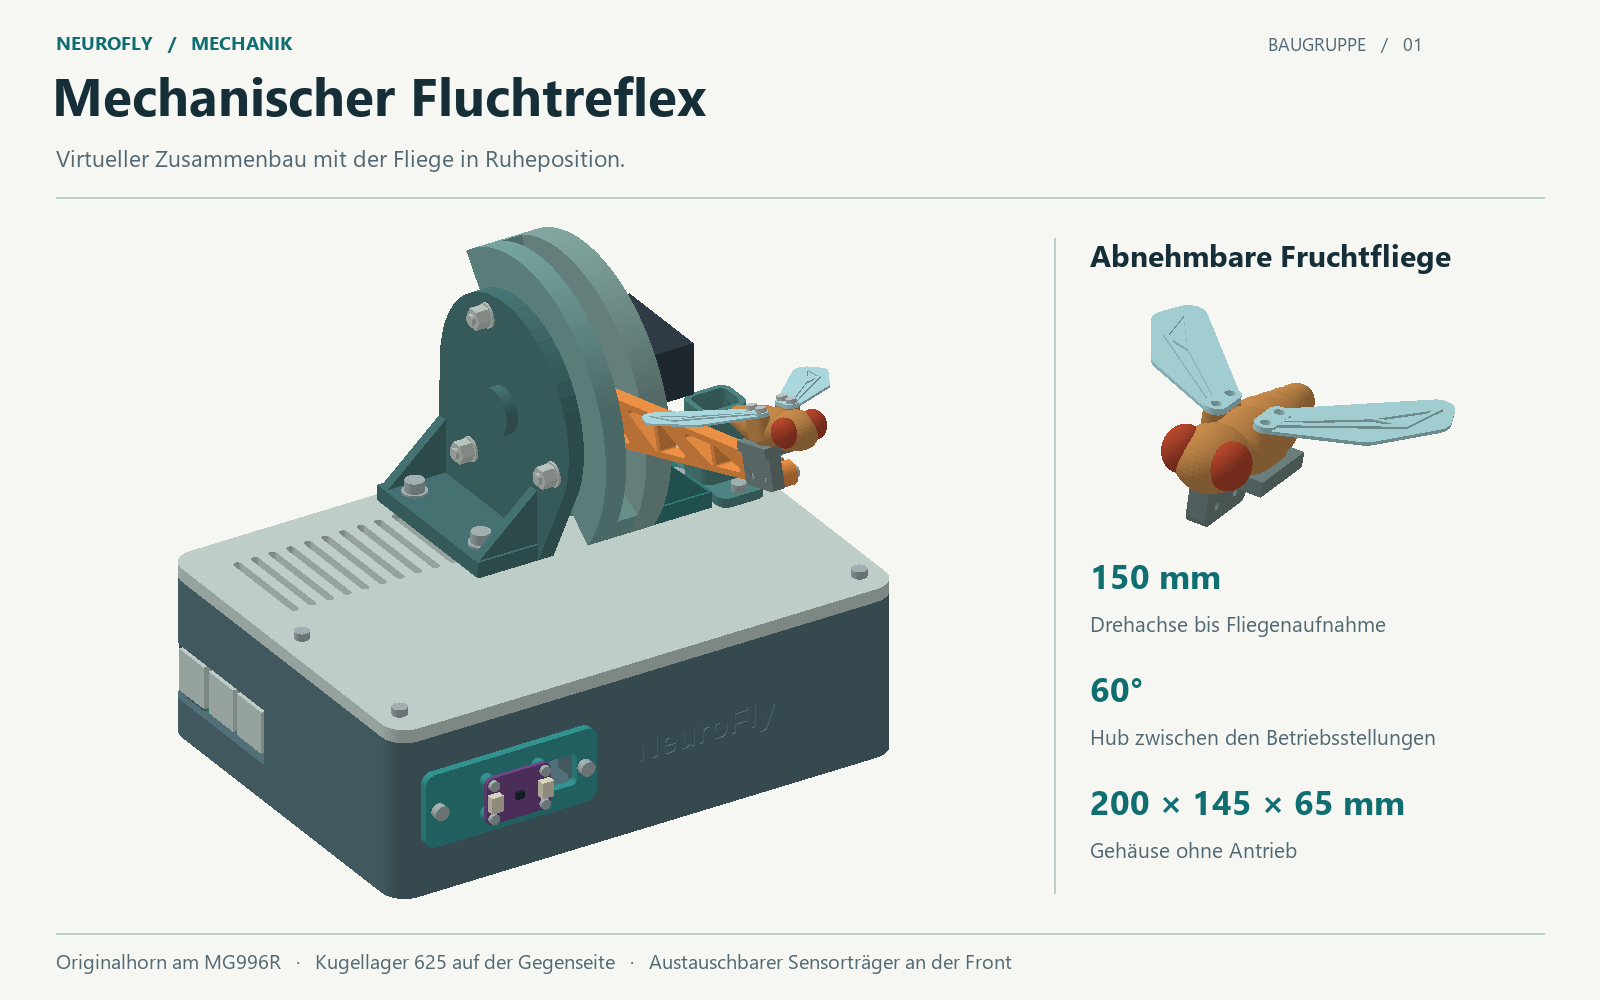 NEUROFLY / MECHANIK
BAUGRUPPE / 01
Mechanischer Fluchtreflex
Virtueller Zusammenbau mit der Fliege in Ruheposition.
NeuroFly
Abnehmbare Fruchtfliege
150 mm
Drehachse bis Fliegenaufnahme
60°
Hub zwischen den Betriebsstellungen
200 × 145 × 65 mm
Gehäuse ohne Antrieb
Originalhorn am MG996R · Kugellager 625 auf der Gegenseite · Austauschbarer Sensorträger an der Front